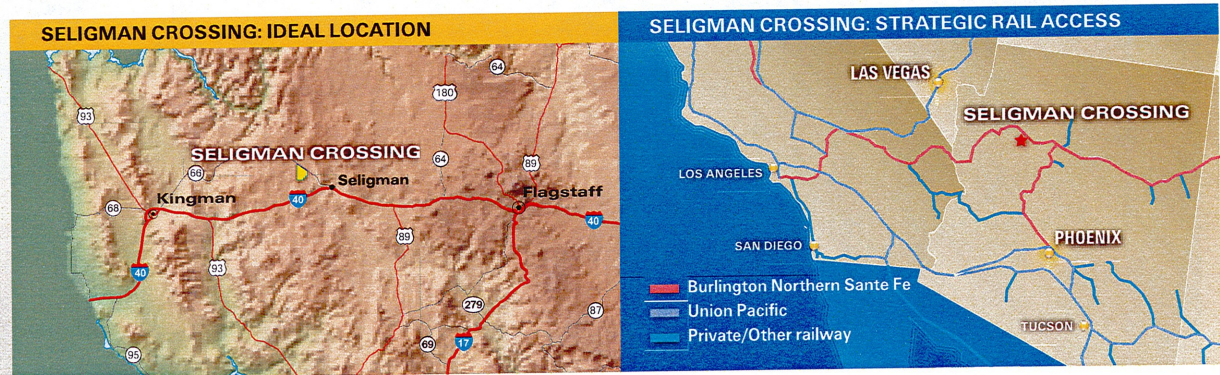 SELIGMAN CROSSING: IDEAL LOCATION
64
180
93
SELIGMAN CROSSING
64
89
66
Seligman
Kingman
40
Flagstaff
68
40
89
93
40
279
87
69
17
95
SELIGMAN CROSSING: STRATEGIC RAIL ACCESS
LAS VEGAS
SELIGMAN CROSSING
LOS ANGELES
SAN DIEGO
PHOENIX
Burlington Northern Sante Fe
Union Pacific
Private/Other railway
TUCSON